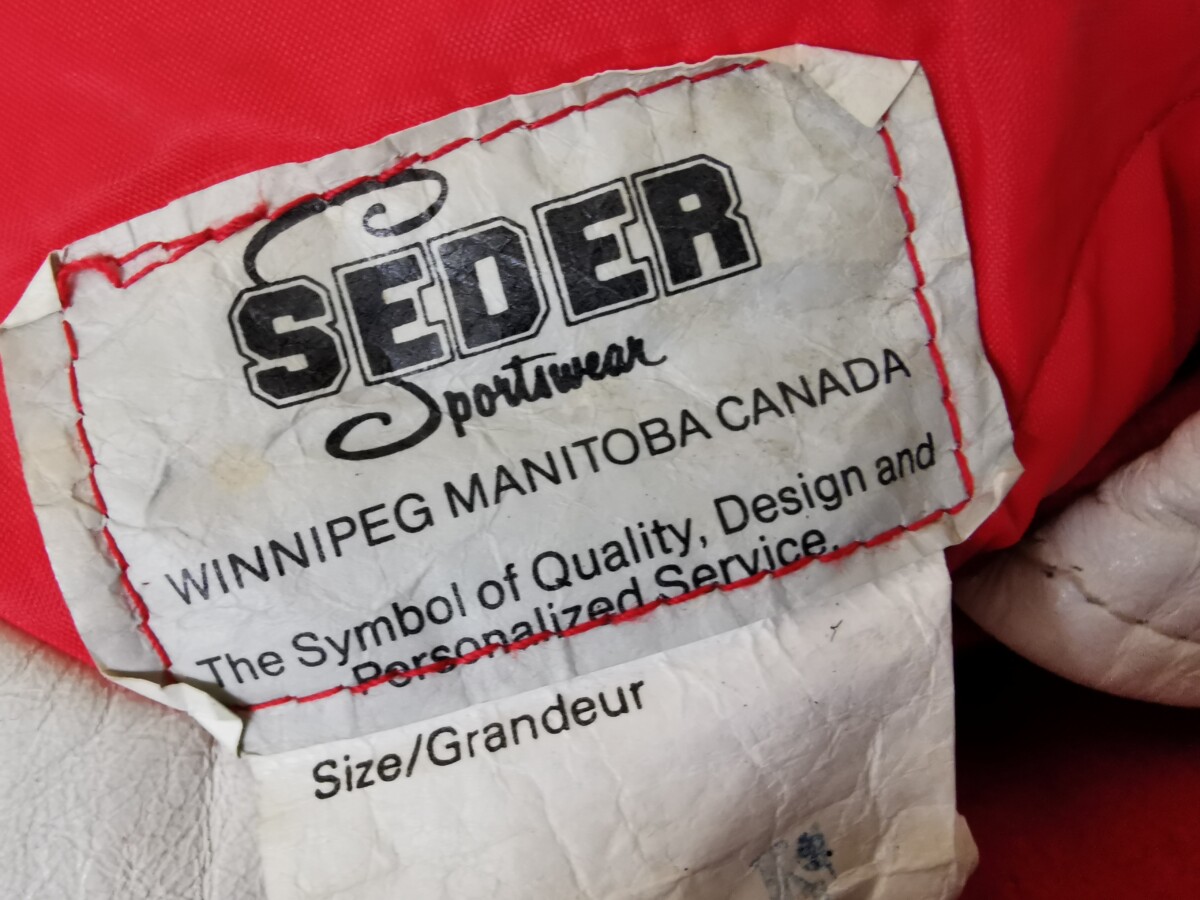 SEDER
Sportswear
WINNIPEG MANITOBA CANADA
The Symbol of Quality, Design and
Personalized Service.
Size/Grandeur